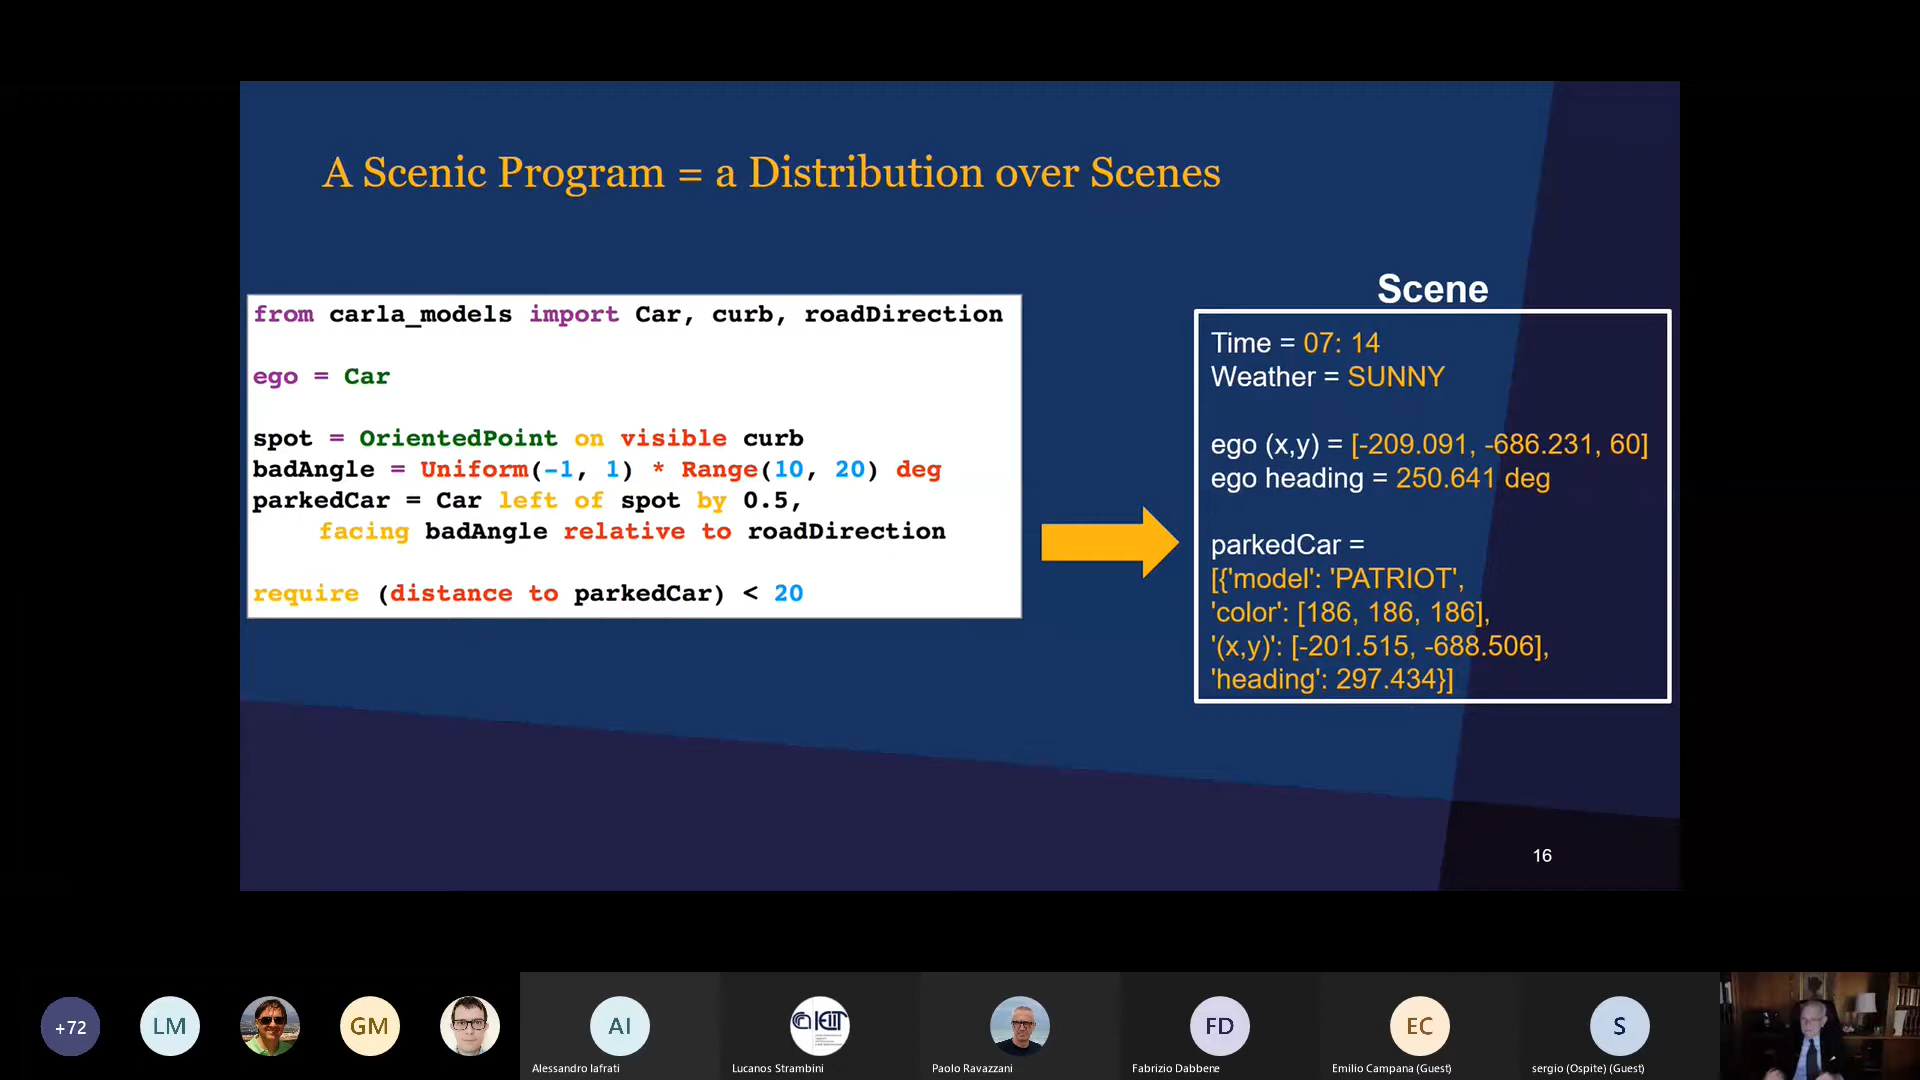 A Scenic Program = a Distribution over Scenes
from carla_models import Car, curb, roadDirection
ego = Car
spot = OrientedPoint on visible curb
badAngle = Uniform(-1, 1) * Range(10, 20) deg
parkedCar = Car left of spot by 0.5,
facing badAngle relative to roadDirection
require (distance to parkedCar) < 20
Scene
Time = 07: 14
Weather = SUNNY
ego (x,y) = [-209.091, -686.231, 60]
ego heading = 250.641 deg
parkedCar =
[{'model': 'PATRIOT',
'color': [186, 186, 186],
'(x,y)': [-201.515, -688.506],
'heading': 297.434}]
16
+72
LM
GM
AI
FD
EC
S
Alessandro Iafrati
Lucanos Strambini
Paolo Ravazzani
Fabrizio Dabbene
Emilio Campana (Guest)
sergio (Ospite) (Guest)